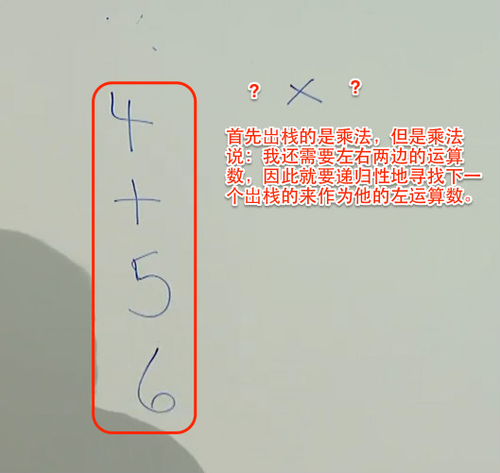 ? × ?
4
+
5
6
首先出栈的是乘法，但是乘法
说：我还需要左右两边的运算
数，因此就要递归性地寻找下一
个出栈的来作为他的左运算数。